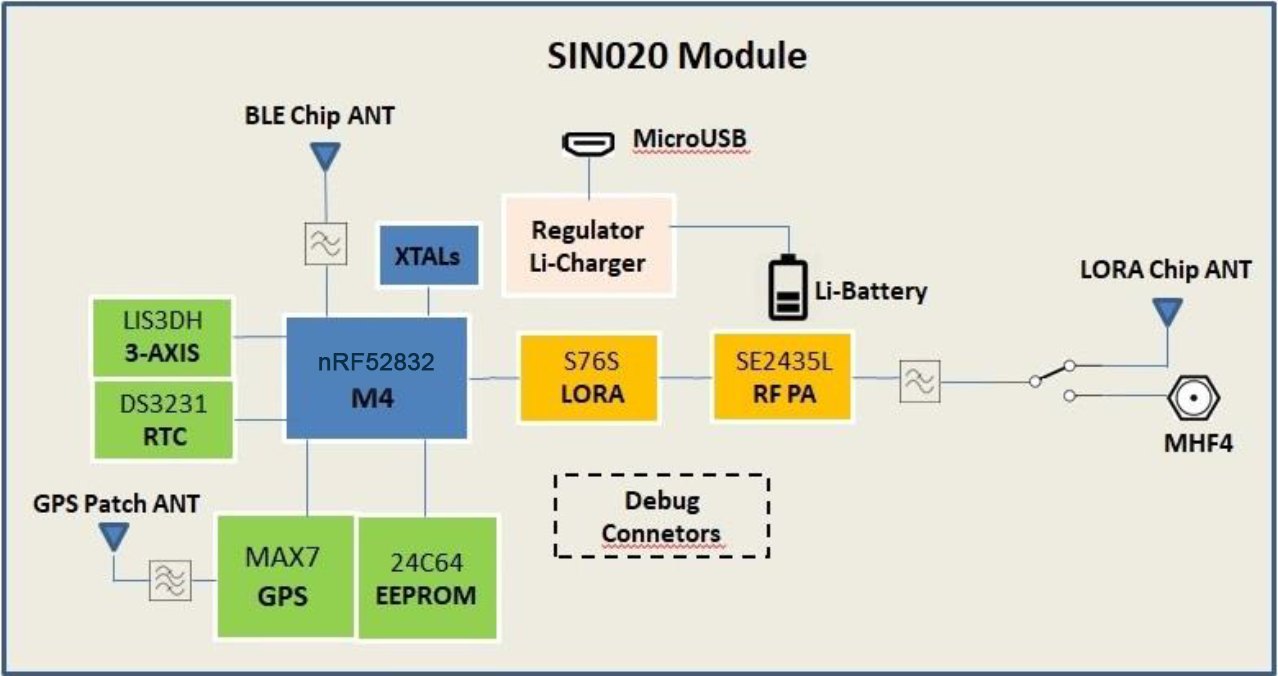 SIN020 Module
BLE Chip ANT
MicroUSB
Regulator
Li-Charger
XTALs
Li-Battery
LORA Chip ANT
LIS3DH
3-AXIS
nRF52832
M4
S76S
LORA
SE2435L
RF PA
DS3231
RTC
MHF4
GPS Patch ANT
Debug
Connetors
MAX7
GPS
24C64
EEPROM